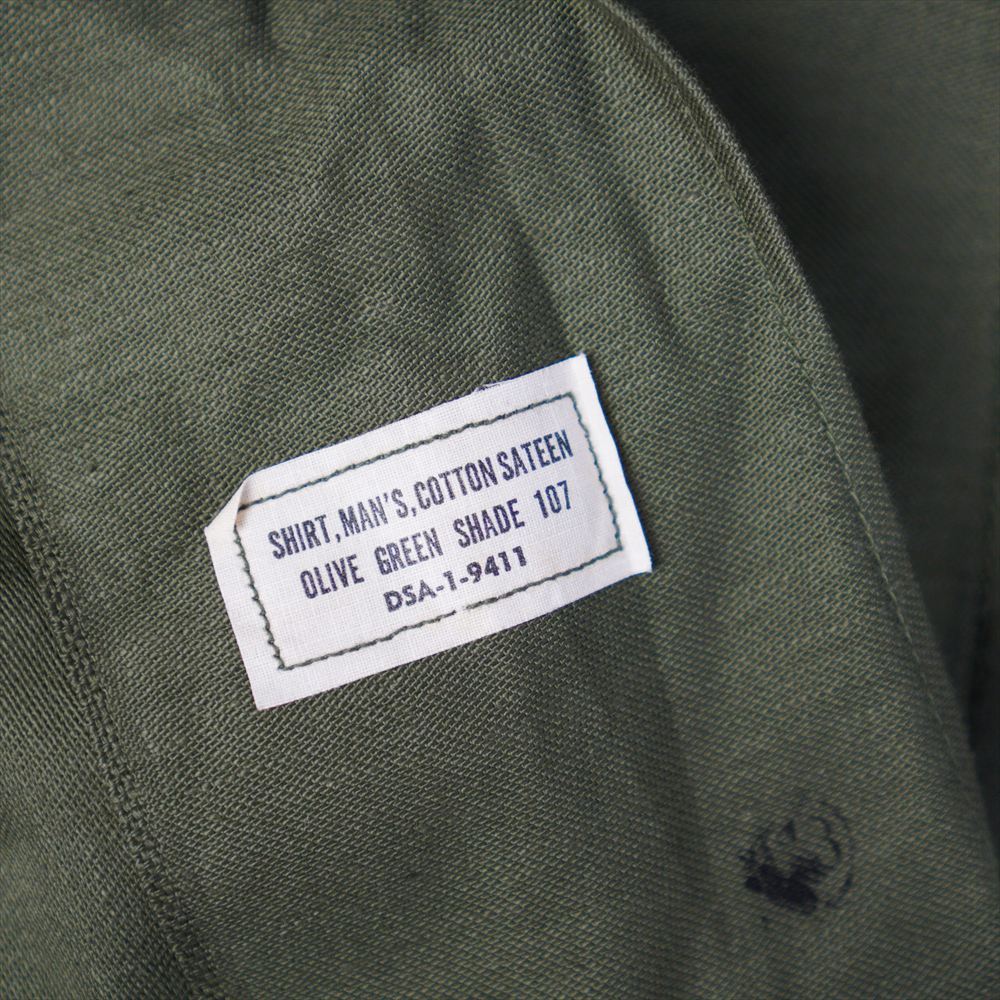 SHIRT, MAN'S, COTTON SATEEN
OLIVE GREEN SHADE 107
DSA-1-9411